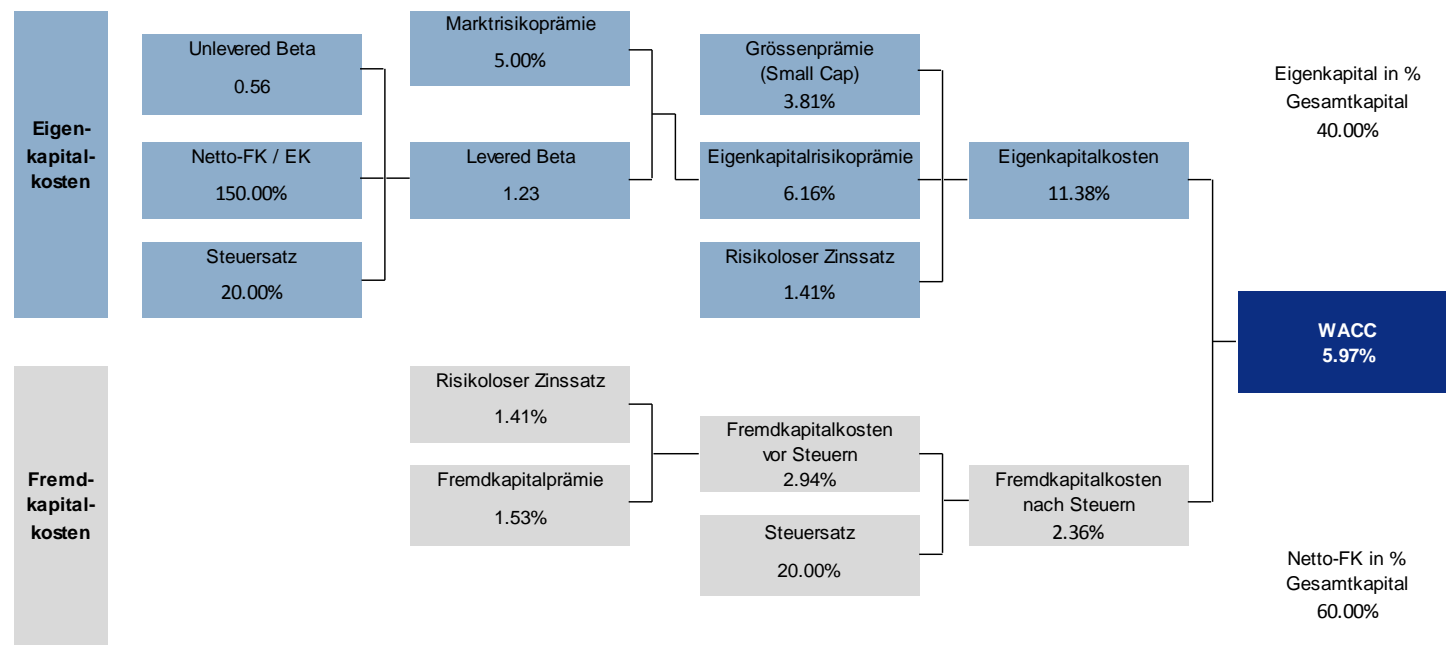 Eigen-
kapital-
kosten
Unlevered Beta
0.56
Netto-FK / EK
150.00%
Steuersatz
20.00%
Marktrisikoprämie
5.00%
Levered Beta
1.23
Grössenprämie
(Small Cap)
3.81%
Eigenkapitalrisikoprämie
6.16%
Risikoloser Zinssatz
1.41%
Eigenkapitalkosten
11.38%
Eigenkapital in %
Gesamtkapital
40.00%
WACC
5.97%
Fremd-
kapital-
kosten
Risikoloser Zinssatz
1.41%
Fremdkapitalprämie
1.53%
Fremdkapitalkosten
vor Steuern
2.94%
Steuersatz
20.00%
Fremdkapitalkosten
nach Steuern
2.36%
Netto-FK in %
Gesamtkapital
60.00%